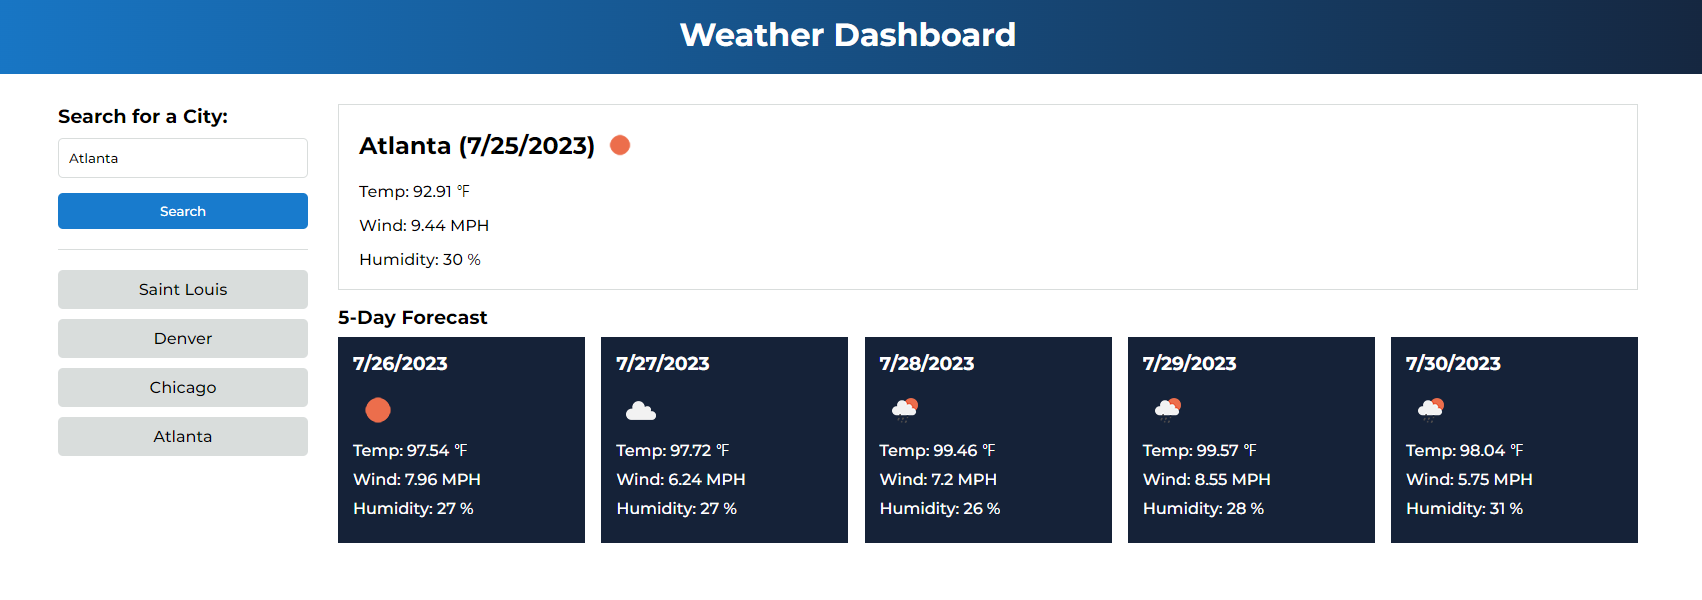 Weather Dashboard
Search for a City:
Atlanta
Search
Saint Louis
Denver
Chicago
Atlanta
Atlanta (7/25/2023)
Temp: 92.91 ℉
Wind: 9.44 MPH
Humidity: 30 %
5-Day Forecast
7/26/2023
Temp: 97.54 ℉
Wind: 7.96 MPH
Humidity: 27 %
7/27/2023
Temp: 97.72 ℉
Wind: 6.24 MPH
Humidity: 27 %
7/28/2023
Temp: 99.46 ℉
Wind: 7.2 MPH
Humidity: 26 %
7/29/2023
Temp: 99.57 ℉
Wind: 8.55 MPH
Humidity: 28 %
7/30/2023
Temp: 98.04 ℉
Wind: 5.75 MPH
Humidity: 31 %